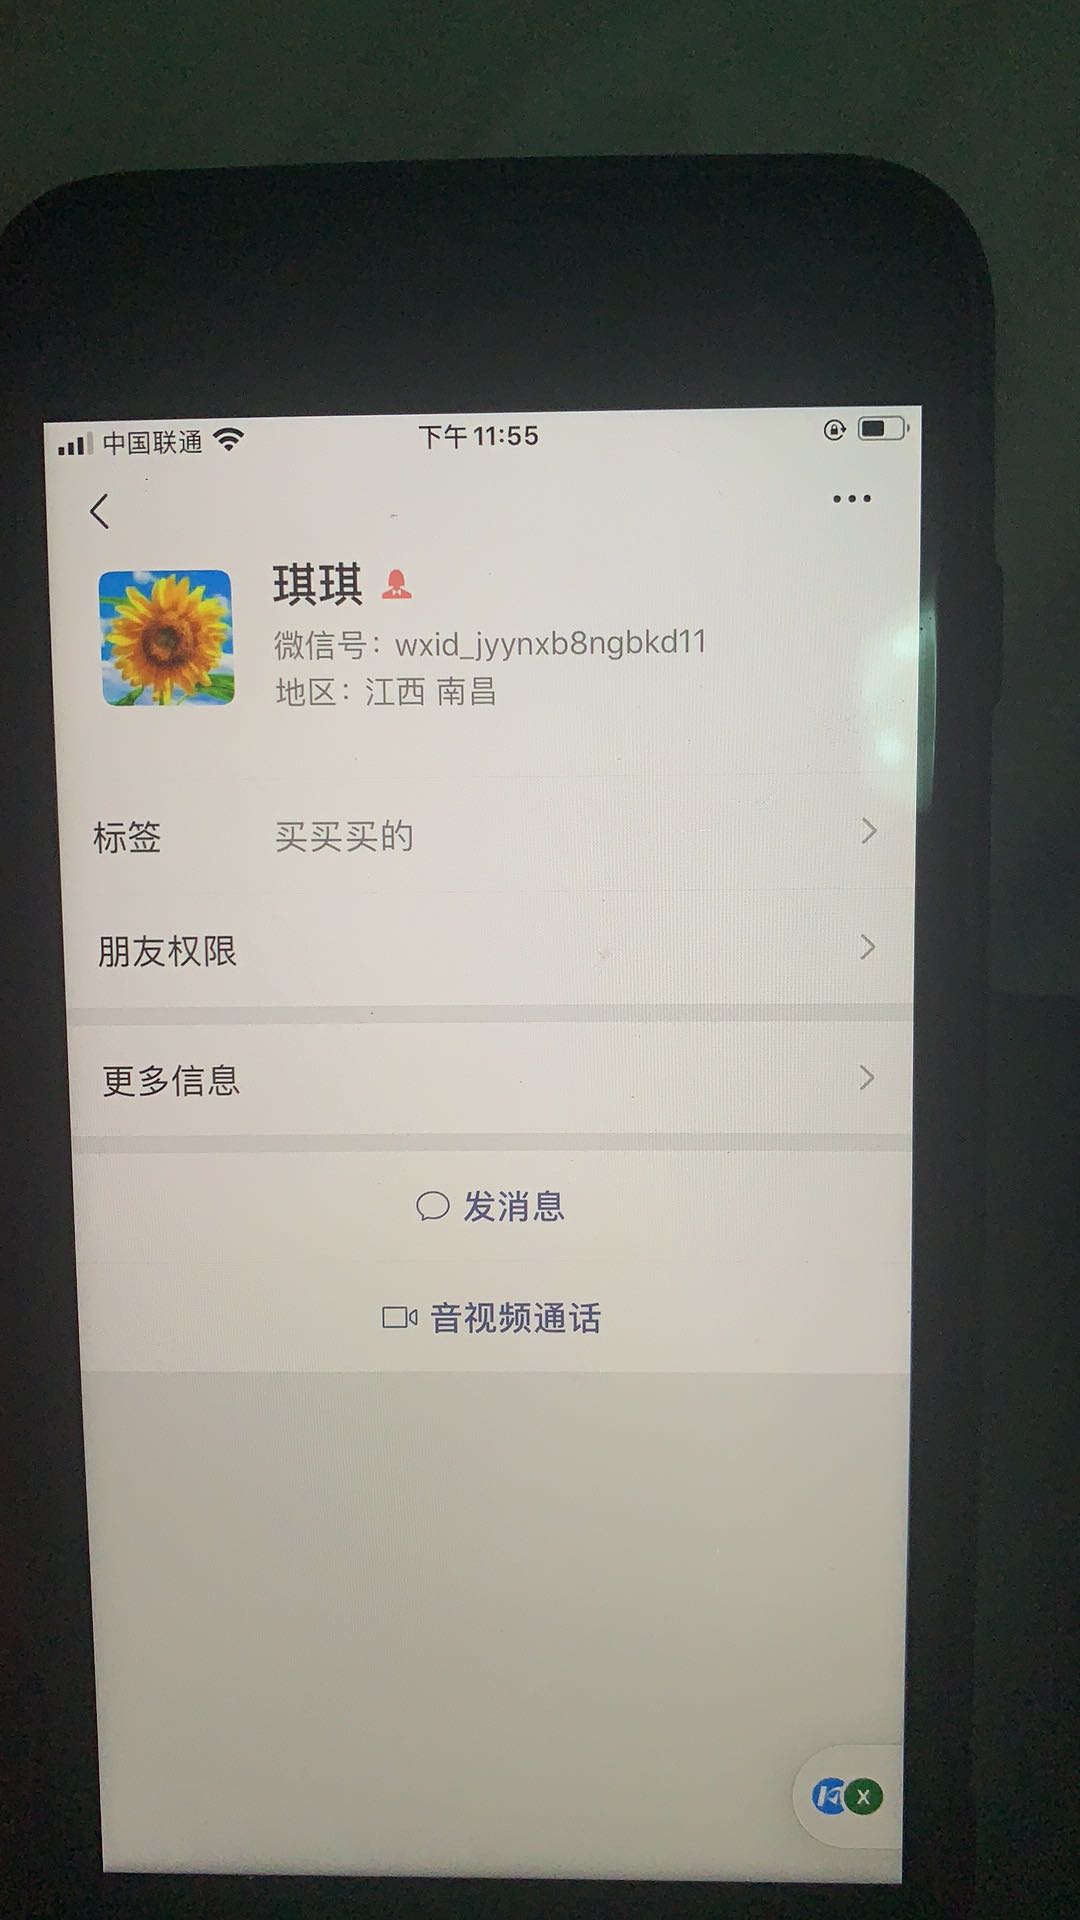 中国联通
下午11:55
琪琪
微信号：wxid_jyynxb8ngbkd11
地区：江西 南昌
标签 买买买的
朋友权限
更多信息
发消息
音视频通话
X